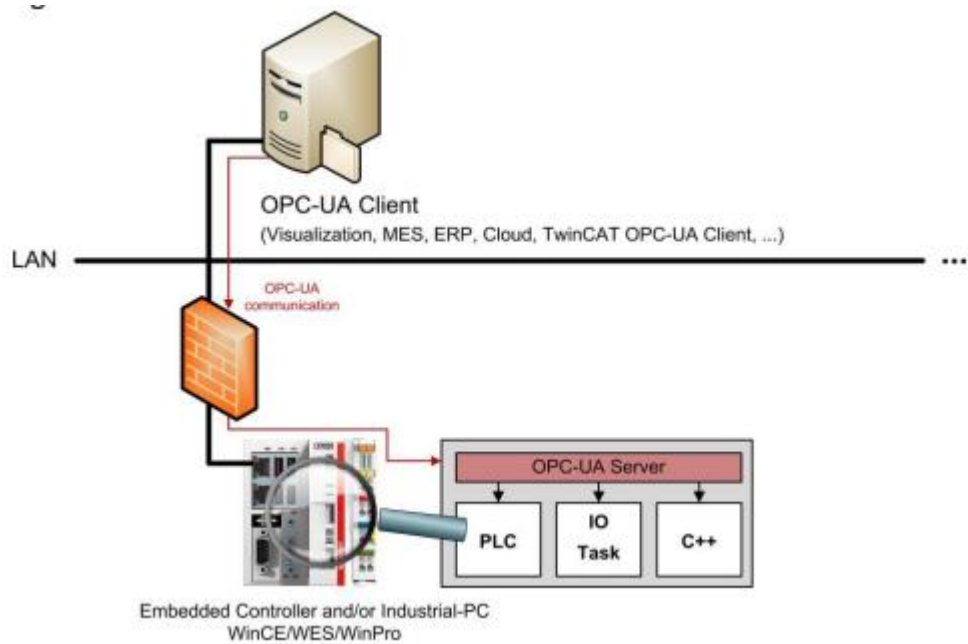 OPC-UA Client
(Visualization, MES, ERP, Cloud, TwinCAT OPC-UA Client, ...)
LAN
...
OPC-UA
communication
OPC-UA Server
PLC
IO
Task
C++
Embedded Controller and/or Industrial-PC
WinCE/WES/WinPro